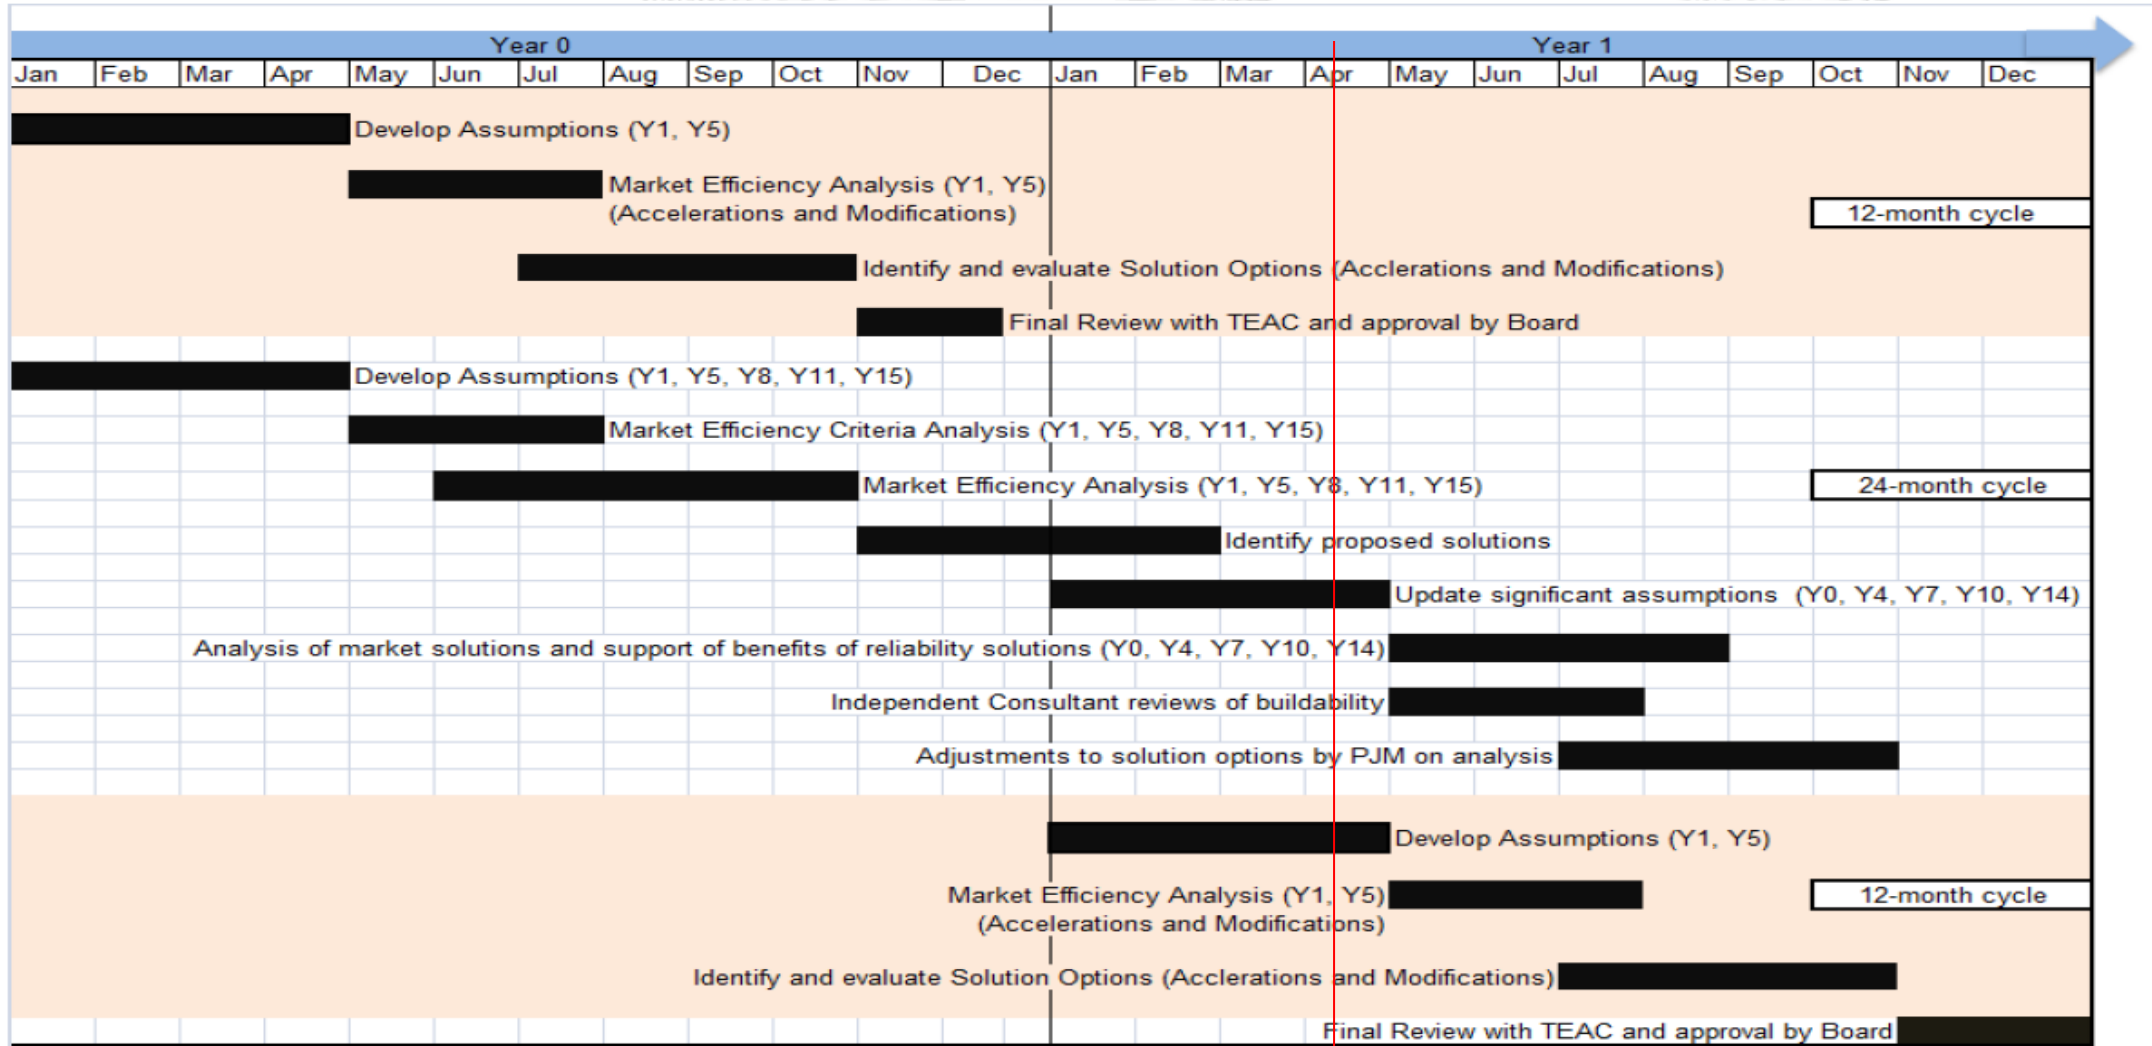 Year 0 Year 1
Jan Feb Mar Apr May Jun Jul Aug Sep Oct Nov Dec Jan Feb Mar Apr May Jun Jul Aug Sep Oct Nov Dec
Develop Assumptions (Y1, Y5)
Market Efficiency Analysis (Y1, Y5)
(Accelerations and Modifications)
12-month cycle
Identify and evaluate Solution Options (Acclerations and Modifications)
Final Review with TEAC and approval by Board
Develop Assumptions (Y1, Y5, Y8, Y11, Y15)
Market Efficiency Criteria Analysis (Y1, Y5, Y8, Y11, Y15)
Market Efficiency Analysis (Y1, Y5, Y8, Y11, Y15)
24-month cycle
Identify proposed solutions
Update significant assumptions (Y0, Y4, Y7, Y10, Y14)
Analysis of market solutions and support of benefits of reliability solutions (Y0, Y4, Y7, Y10, Y14)
Independent Consultant reviews of buildability
Adjustments to solution options by PJM on analysis
Develop Assumptions (Y1, Y5)
Market Efficiency Analysis (Y1, Y5)
(Accelerations and Modifications)
12-month cycle
Identify and evaluate Solution Options (Acclerations and Modifications)
Final Review with TEAC and approval by Board